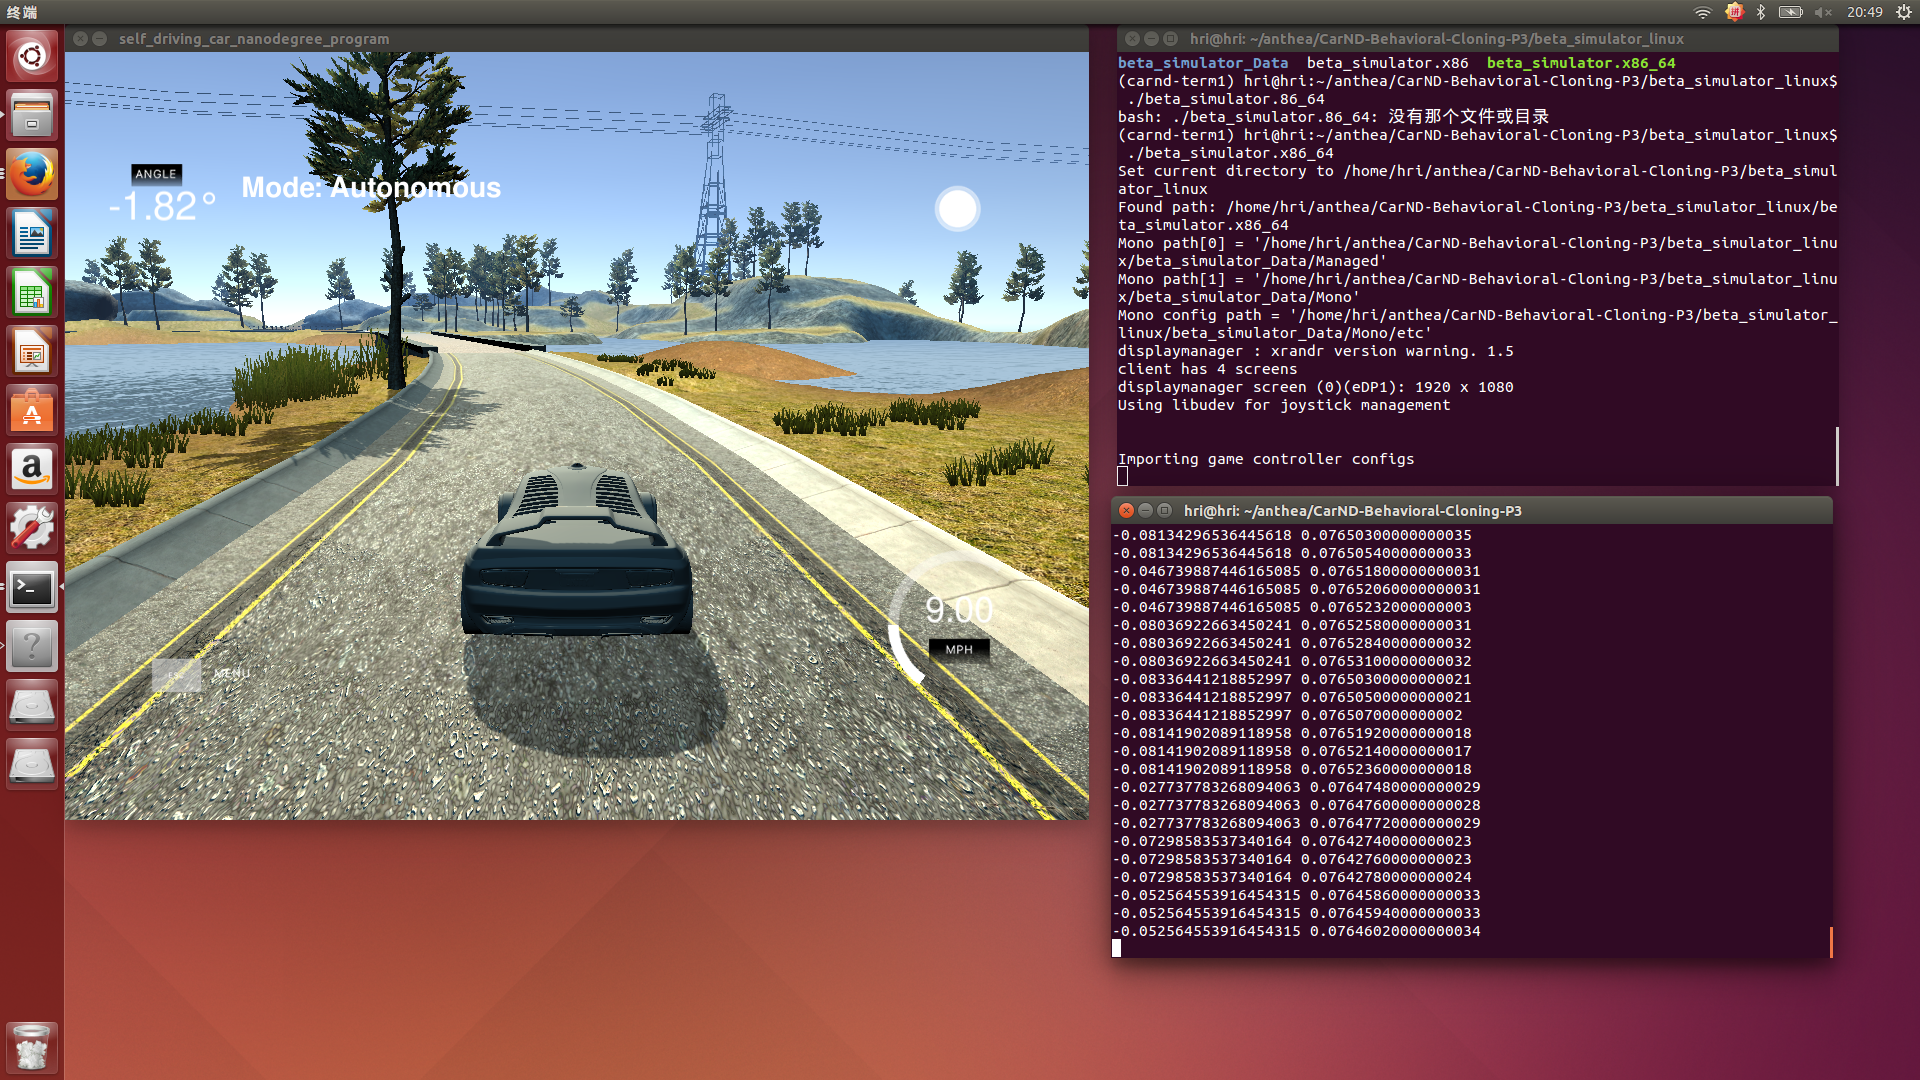 终端
20:49
self_driving_car_nanodegree_program
ANGLE
-1.82°
Mode: Autonomous
9.00
MPH
MENU
hri@hri: ~/anthea/CarND-Behavioral-Cloning-P3/beta_simulator_linux
beta_simulator_Data  beta_simulator.x86  beta_simulator.x86_64
(carnd-term1) hri@hri:~/anthea/CarND-Behavioral-Cloning-P3/beta_simulator_linux$
./beta_simulator.86_64
bash: ./beta_simulator.86_64: 没有那个文件或目录
(carnd-term1) hri@hri:~/anthea/CarND-Behavioral-Cloning-P3/beta_simulator_linux$
./beta_simulator.x86_64
Set current directory to /home/hri/anthea/CarND-Behavioral-Cloning-P3/beta_simul
ator_linux
Found path: /home/hri/anthea/CarND-Behavioral-Cloning-P3/beta_simulator_linux/be
ta_simulator.x86_64
Mono path[0] = '/home/hri/anthea/CarND-Behavioral-Cloning-P3/beta_simulator_linu
x/beta_simulator_Data/Managed'
Mono path[1] = '/home/hri/anthea/CarND-Behavioral-Cloning-P3/beta_simulator_linu
x/beta_simulator_Data/Mono'
Mono config path = '/home/hri/anthea/CarND-Behavioral-Cloning-P3/beta_simulator_
linux/beta_simulator_Data/Mono/etc'
displaymanager : xrandr version warning. 1.5
client has 4 screens
displaymanager screen (0)(eDP1): 1920 x 1080
Using libudev for joystick management
Importing game controller configs
hri@hri: ~/anthea/CarND-Behavioral-Cloning-P3
-0.08134296536445618 0.07650300000000035
-0.08134296536445618 0.07650540000000033
-0.046739887446165085 0.07651800000000031
-0.046739887446165085 0.07652060000000031
-0.046739887446165085 0.0765232000000003
-0.08036922663450241 0.07652580000000031
-0.08036922663450241 0.07652840000000032
-0.08036922663450241 0.07653100000000032
-0.08336441218852997 0.07650300000000021
-0.08336441218852997 0.07650500000000021
-0.08336441218852997 0.0765070000000002
-0.08141902089118958 0.07651920000000018
-0.08141902089118958 0.07652140000000017
-0.08141902089118958 0.07652360000000018
-0.027737783268094063 0.07647480000000029
-0.027737783268094063 0.07647600000000028
-0.027737783268094063 0.07647720000000029
-0.07298583537340164 0.07642740000000023
-0.07298583537340164 0.07642760000000023
-0.07298583537340164 0.07642780000000024
-0.052564553916454315 0.07645860000000033
-0.052564553916454315 0.07645940000000033
-0.052564553916454315 0.07646020000000034